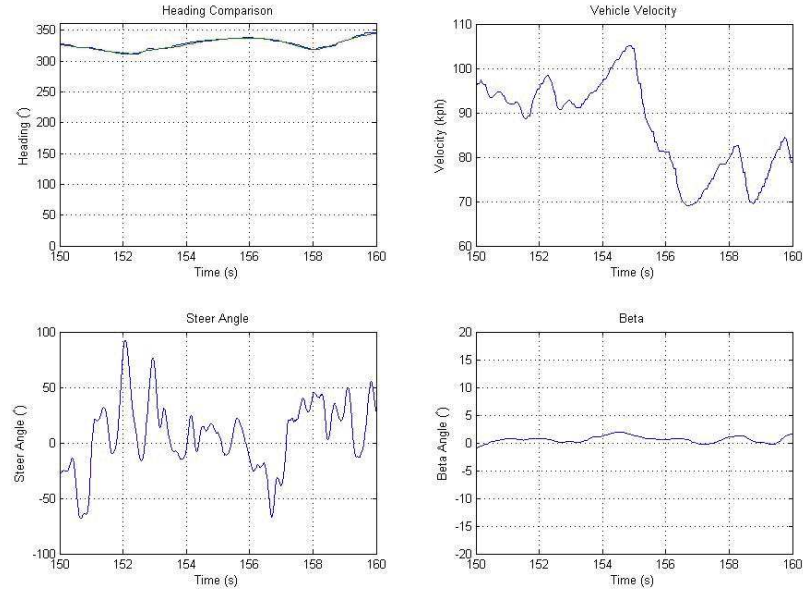 Heading Comparison
350
300
250
200
150
100
50
0
Heading (°)
150 152 154 156 158 160
Time (s)
Vehicle Velocity
110
100
90
80
70
60
Velocity (kph)
150 152 154 156 158 160
Time (s)
Steer Angle
100
50
0
-50
-100
Steer Angle (°)
150 152 154 156 158 160
Time (s)
Beta
20
15
10
5
0
-5
-10
-15
-20
Beta Angle (°)
150 152 154 156 158 160
Time (s)